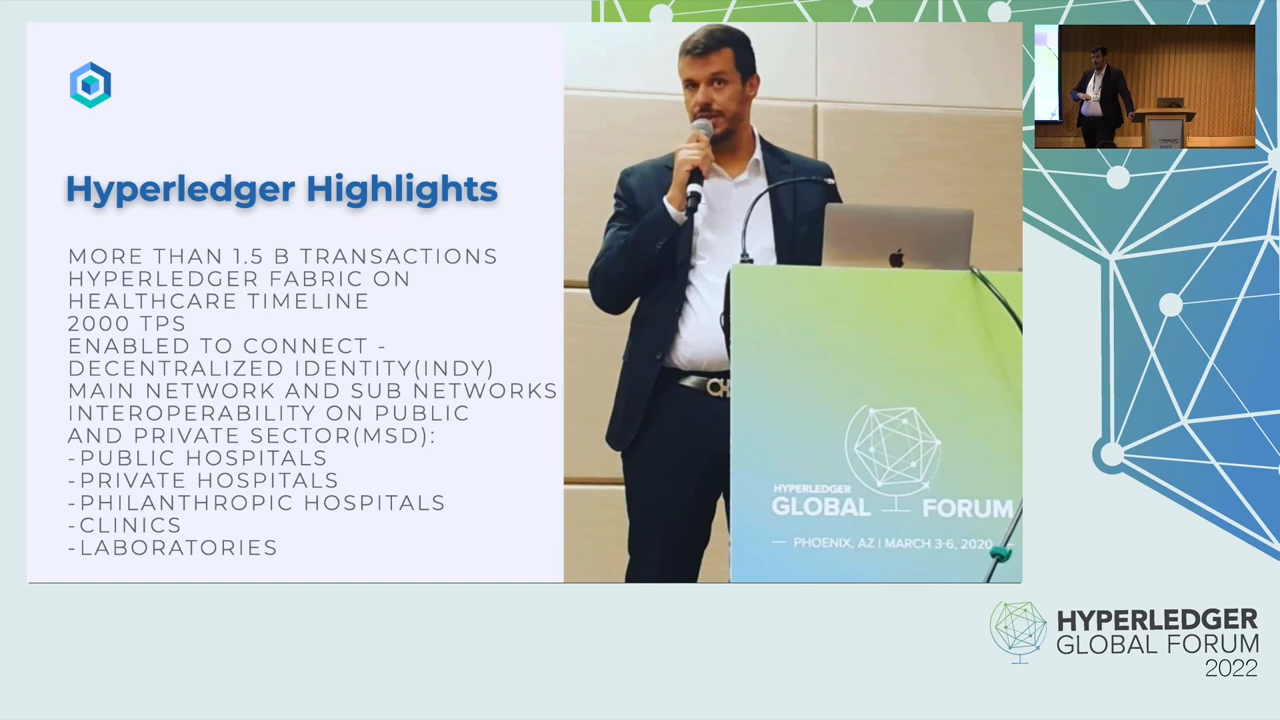 Hyperledger Highlights
MORE THAN 1.5 B TRANSACTIONS
HYPERLEDGER FABRIC ON
HEALTHCARE TIMELINE
2000 TPS
ENABLED TO CONNECT -
DECENTRALIZED IDENTITY(INDY)
MAIN NETWORK AND SUB NETWORKS
INTEROPERABILITY ON PUBLIC
AND PRIVATE SECTOR(MSD):
-PUBLIC HOSPITALS
-PRIVATE HOSPITALS
-PHILANTHROPIC HOSPITALS
-CLINICS
-LABORATORIES
HYPERLEDGER
GLOBAL FORUM
— PHOENIX, AZ | MARCH 3-6, 2020 —
HYPERLEDGER
GLOBAL FORUM
2022